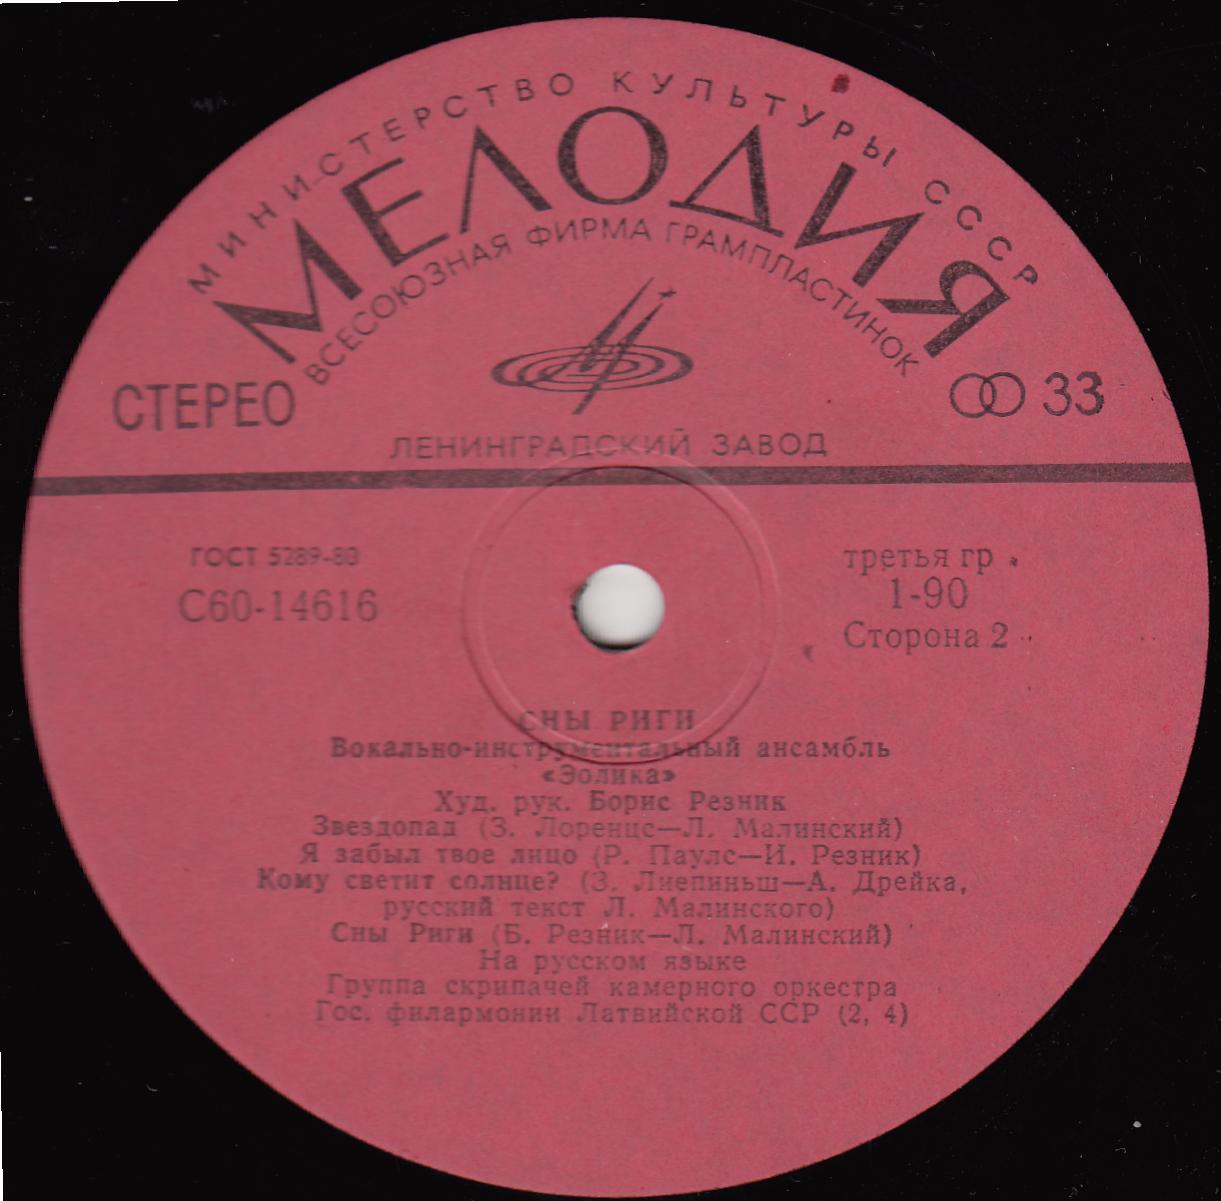 МИНИСТЕРСТВО КУЛЬТУРЫ СССР
МЕЛОДИЯ
ВСЕСОЮЗНАЯ ФИРМА ГРАМПЛАСТИНОК
СТЕРЕО
33
ЛЕНИНГРАДСКИЙ ЗАВОД
ГОСТ 5289-80
С60-14616
третья гр.
1-90
Сторона 2
СНЫ РИГИ
Вокально-инструментальный ансамбль
«Эолика»
Худ. рук. Борис Резник
Звездопад (З. Лоренцс—Л. Малинский)
Я забыл твое лицо (Р. Паулс—И. Резник)
Кому светит солнце? (З. Лиепиньш—А. Дрейка,
русский текст Л. Малинского)
Сны Риги (Б. Резник—Л. Малинский)
На русском языке
Группа скрипачей камерного оркестра
Гос. филармонии Латвийской ССР (2, 4)